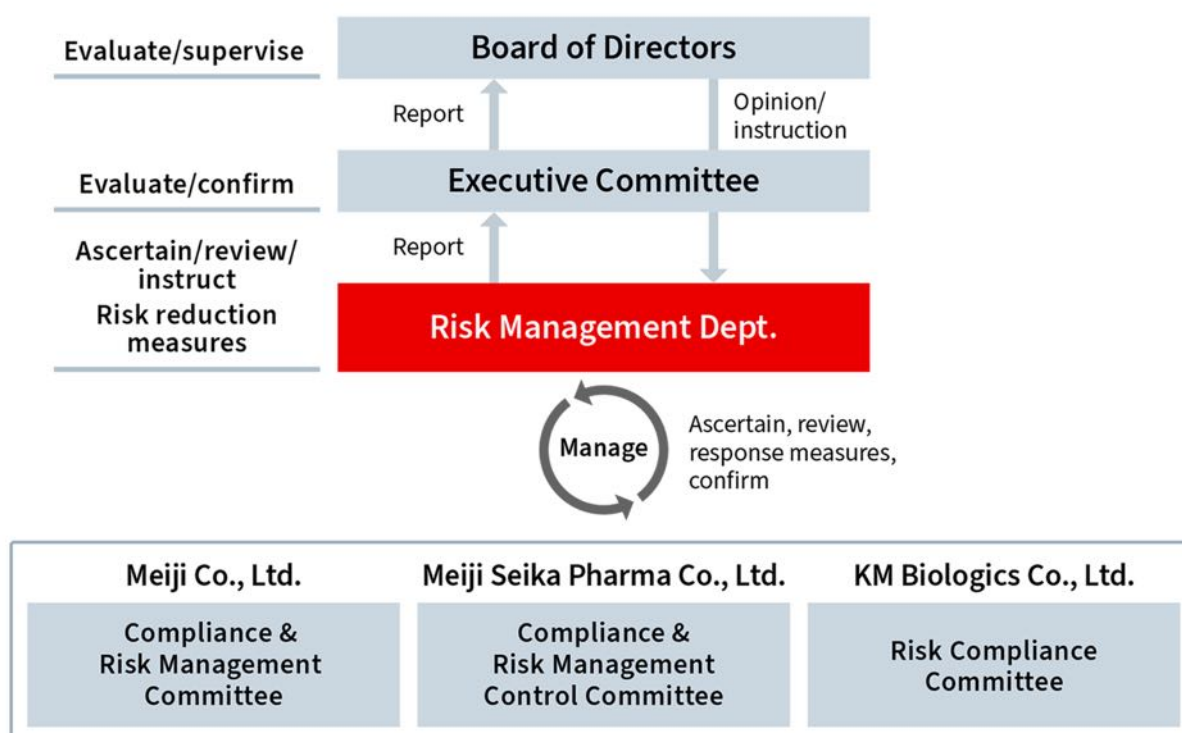 Evaluate/supervise
Board of Directors
Report
Opinion/
instruction
Evaluate/confirm
Executive Committee
Ascertain/review/
instruct
Risk reduction
measures
Report
Risk Management Dept.
Manage
Ascertain, review,
response measures,
confirm
Meiji Co., Ltd.
Compliance &
Risk Management
Committee
Meiji Seika Pharma Co., Ltd.
Compliance &
Risk Management
Control Committee
KM Biologics Co., Ltd.
Risk Compliance
Committee